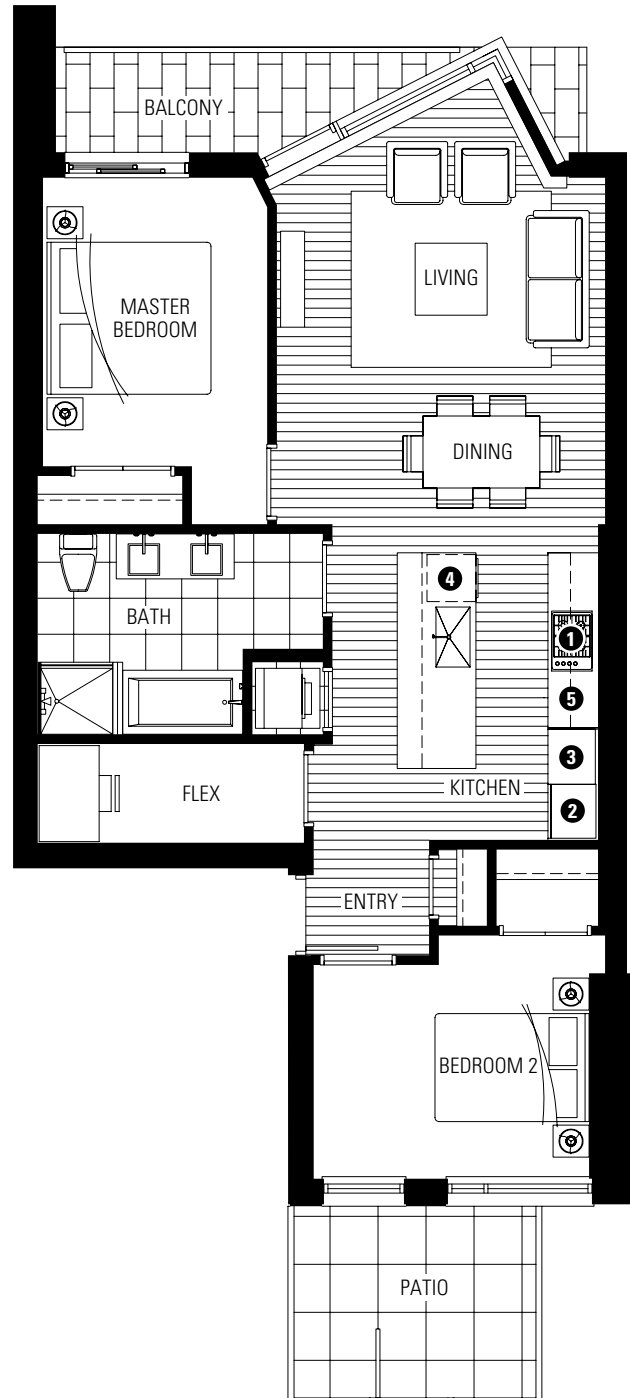 BALCONY
LIVING
MASTER
BEDROOM
DINING
4
1
BATH
5
3
KITCHEN
FLEX
2
ENTRY
BEDROOM 2
PATIO